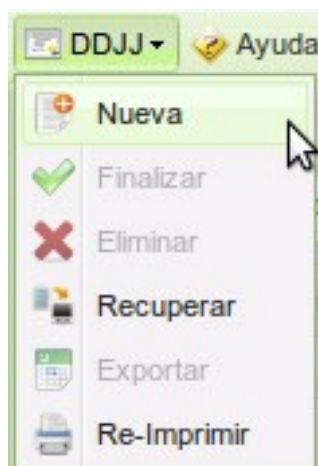 DDJJ Ayuda
Nueva
Finalizar
Eliminar
Recuperar
Exportar
Re-Imprimir